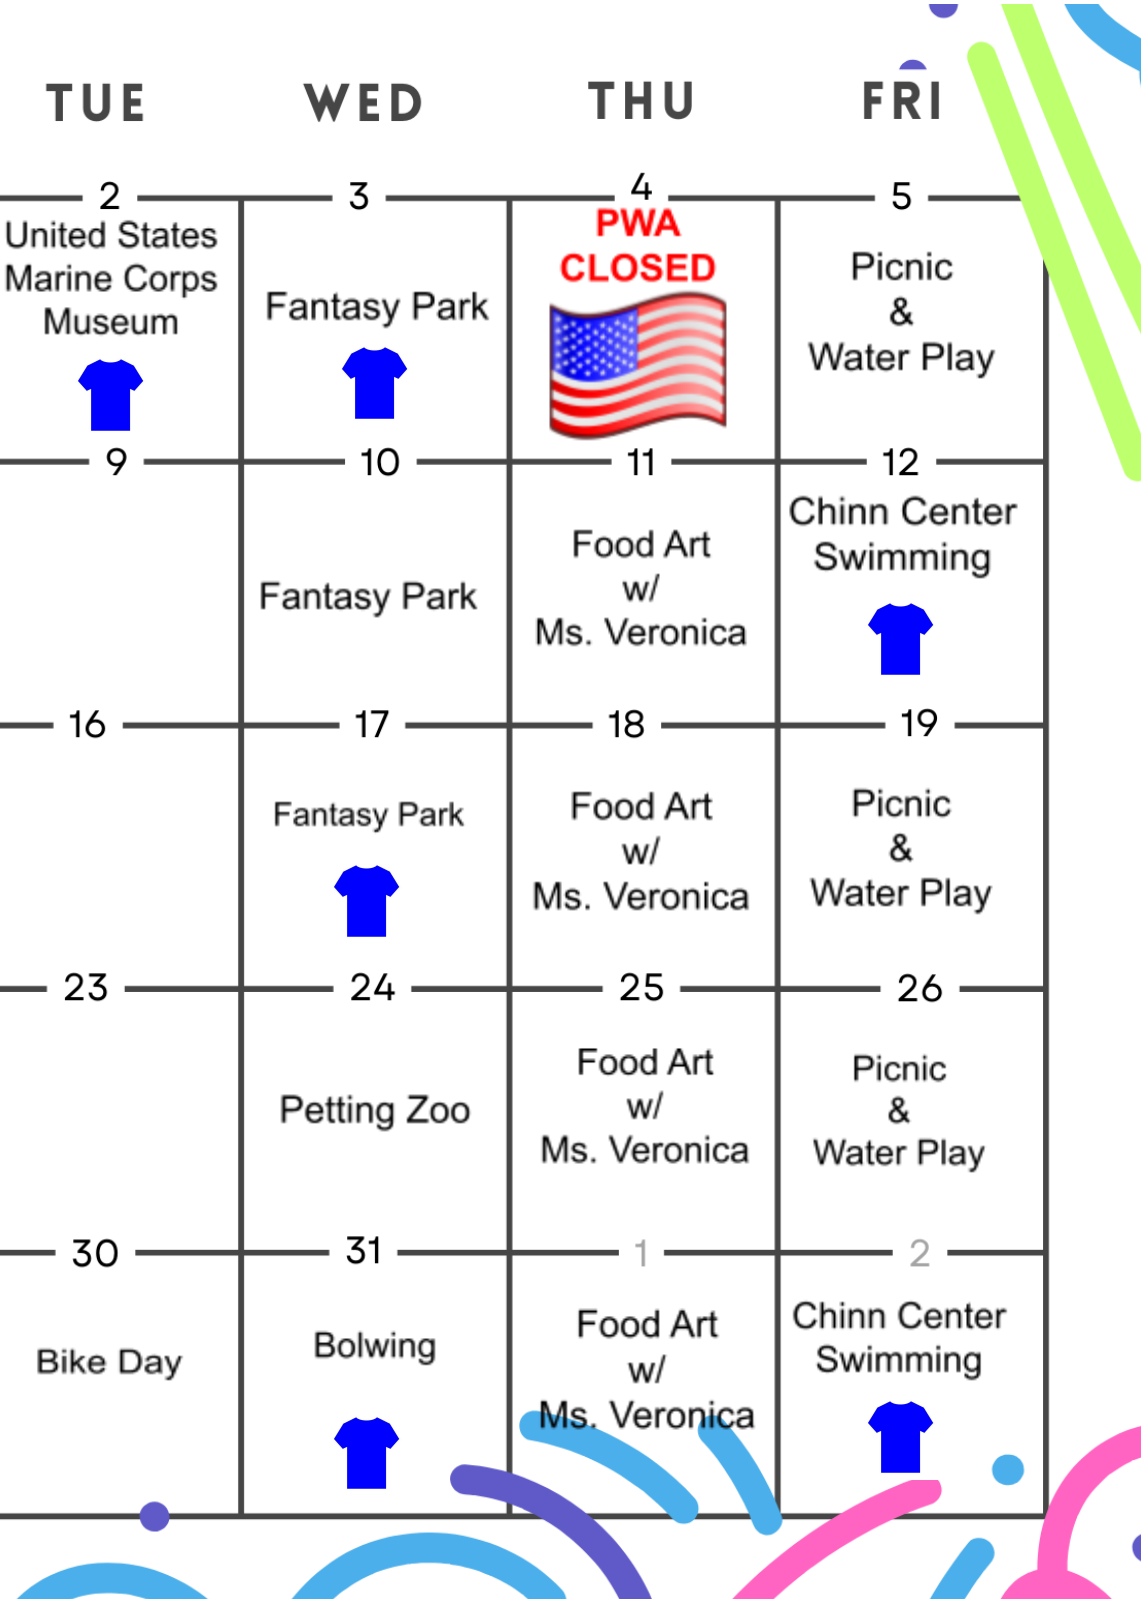 TUE WED THU FRI
2 3 4 5
United States
Marine Corps
Museum
Fantasy Park
PWA
CLOSED
Picnic
&
Water Play
9 10 11 12
Fantasy Park
Food Art
w/
Ms. Veronica
Chinn Center
Swimming
16 17 18 19
Fantasy Park
Food Art
w/
Ms. Veronica
Picnic
&
Water Play
23 24 25 26
Petting Zoo
Food Art
w/
Ms. Veronica
Picnic
&
Water Play
30 31 1 2
Bike Day
Bolwing
Food Art
w/
Ms. Veronica
Chinn Center
Swimming